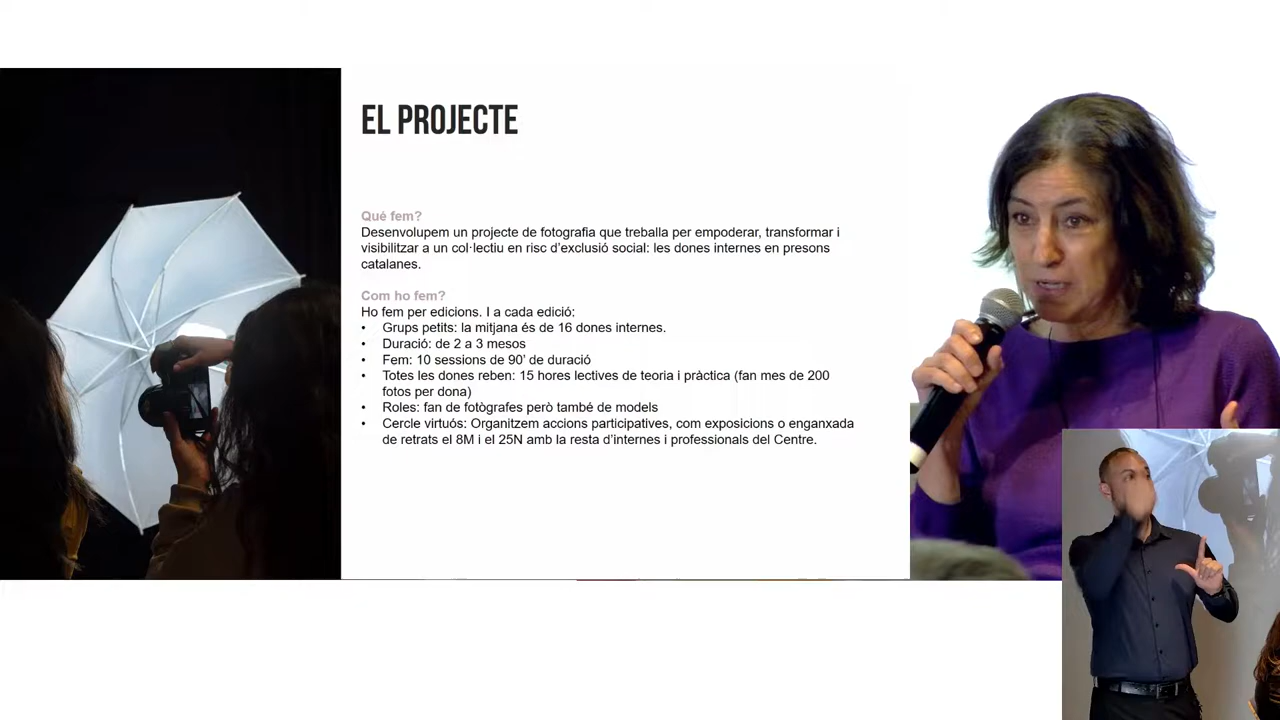 EL PROJECTE
Qué fem?
Desenvolupem un projecte de fotografia que treballa per empoderar, transformar i
visibilitzar a un col·lectiu en risc d’exclusió social: les dones internes en presons
catalanes.
Com ho fem?
Ho fem per edicions. I a cada edició:
• Grups petits: la mitjana és de 16 dones internes.
• Duració: de 2 a 3 mesos
• Fem: 10 sessions de 90’ de duració
• Totes les dones reben: 15 hores lectives de teoria i pràctica (fan mes de 200
fotos per dona)
• Roles: fan de fotògrafes però també de models
• Cercle virtuós: Organitzem accions participatives, com exposicions o enganxada
de retrats el 8M i el 25N amb la resta d’internes i professionals del Centre.